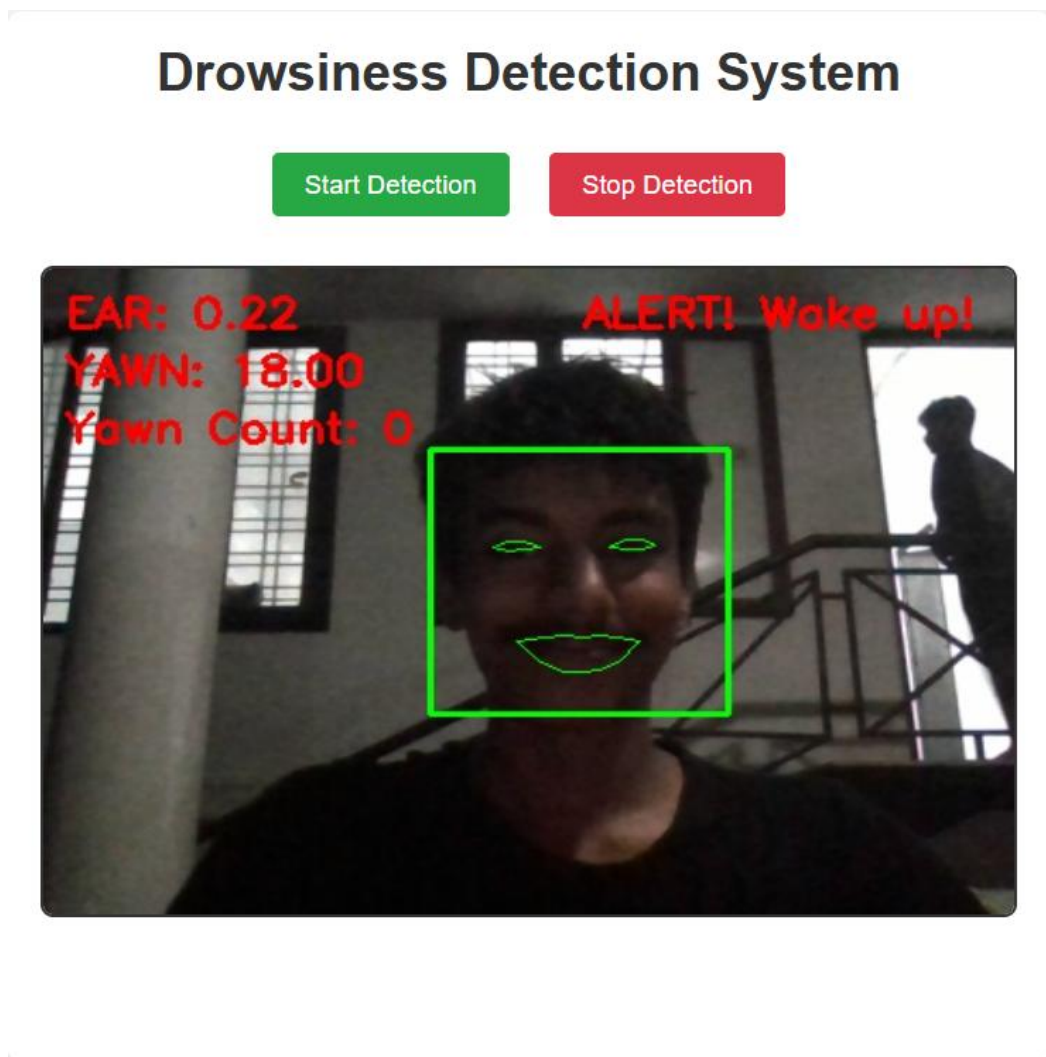 Drowsiness Detection System
Start Detection Stop Detection
EAR: 0.22 ALERT! Wake up!
YAWN: 18.00
Yawn Count: 0